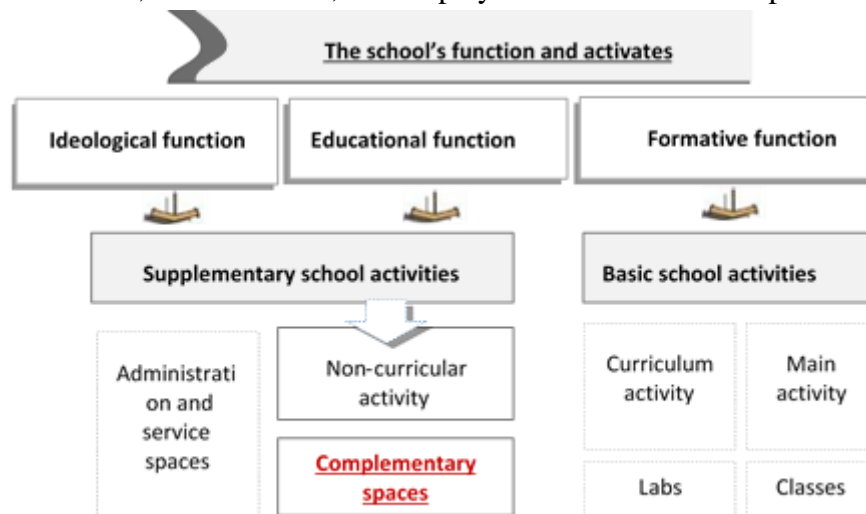 The school's function and activates
Ideological function
Educational function
Formative function
Supplementary school activities
Basic school activities
Administrati
on and
service
spaces
Non-curricular
activity
Complementary
spaces
Curriculum
activity
Main
activity
Labs
Classes